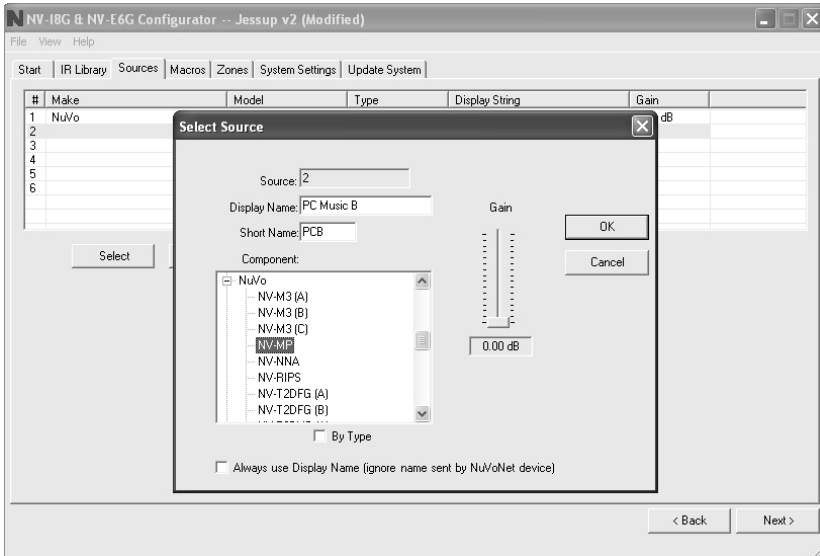 NV-I8G & NV-E6G Configurator -- Jessup v2 (Modified)
File View Help
Start IR Library Sources Macros Zones System Settings Update System
# Make Model Type Display String Gain
1 NuVo dB
2
3
4
5
6
Select
Select Source
Source: 2
Display Name: PC Music B
Short Name: PCB
Component:
NuVo
NV-M3 (A)
NV-M3 (B)
NV-M3 (C)
NV-MP
NV-NNA
NV-RIPS
NV-T2DFG (A)
NV-T2DFG (B)
By Type
Always use Display Name (ignore name sent by NuVoNet device)
Gain
0.00 dB
OK
Cancel
< Back Next >